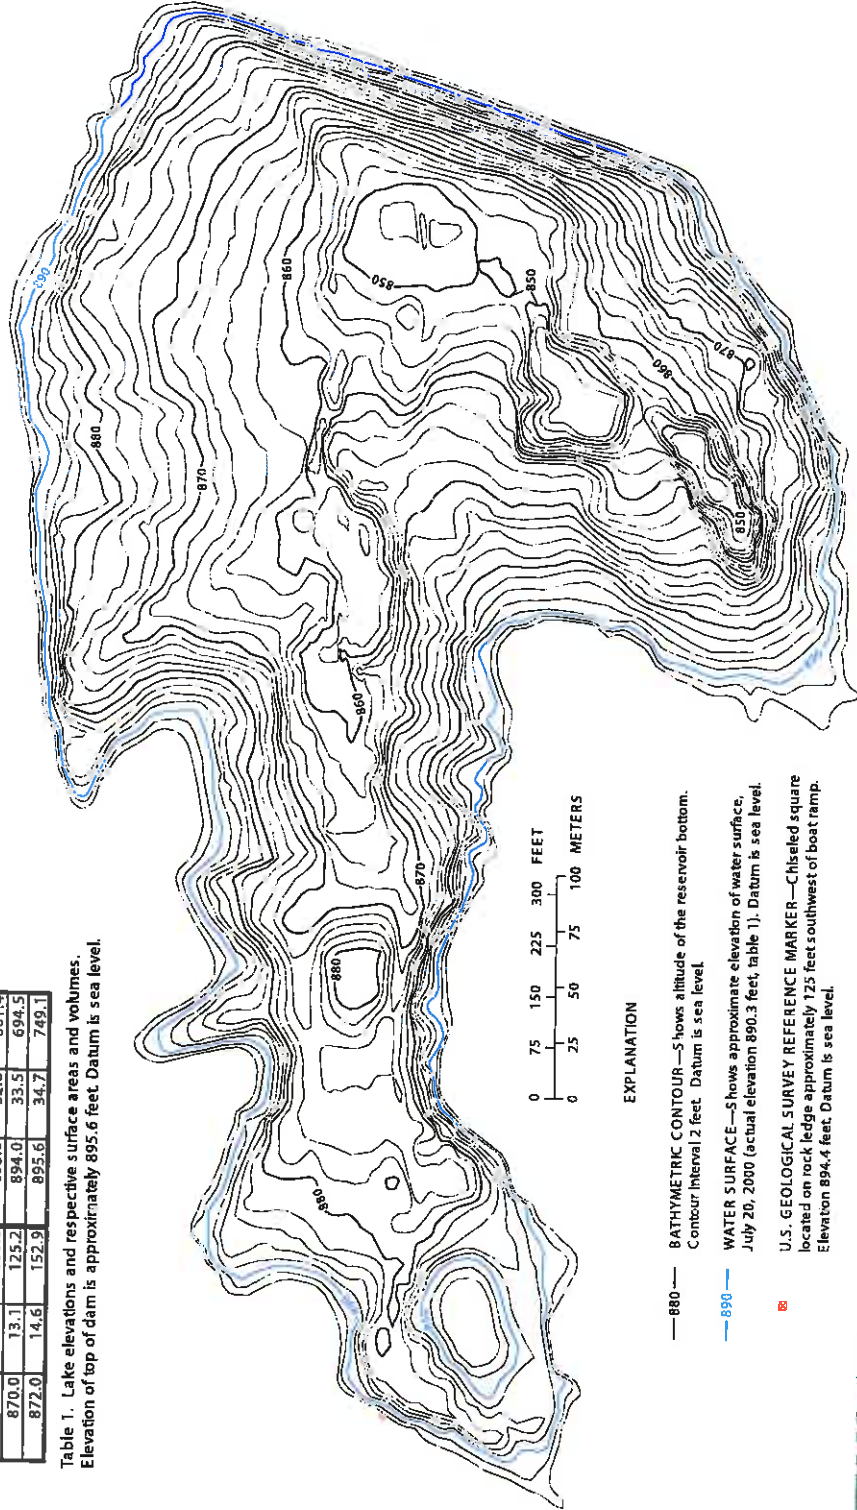 870.0 13.1 125.2 894.0 33.5 694.5
872.0 14.6 152.9 895.6 34.7 749.1
Table 1. Lake elevations and respective surface areas and volumes.
Elevation of top of dam is approximately 895.6 feet. Datum is sea level.
890
880
870
860
850
850
860
870
850
860
870
880
880
0 75 150 225 300 FEET
0 25 50 75 100 METERS
EXPLANATION
880 BATHYMETRIC CONTOUR—Shows altitude of the reservoir bottom.
Contour Interval 2 feet. Datum is sea level
890 WATER SURFACE—Shows approximate elevation of water surface,
July 20, 2000 (actual elevation 890.3 feet, table 1). Datum is sea level.
U.S. GEOLOGICAL SURVEY REFERENCE MARKER—Chiseled square
located on rock ledge approximately 125 feet southwest of boat ramp.
Elevation 894.4 feet. Datum is sea level.